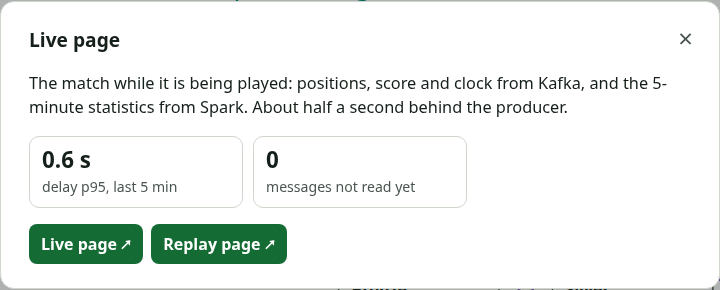 Live page
✕
The match while it is being played: positions, score and clock from Kafka, and the 5-
minute statistics from Spark. About half a second behind the producer.
0.6 s
delay p95, last 5 min
0
messages not read yet
Live page ↗
Replay page ↗